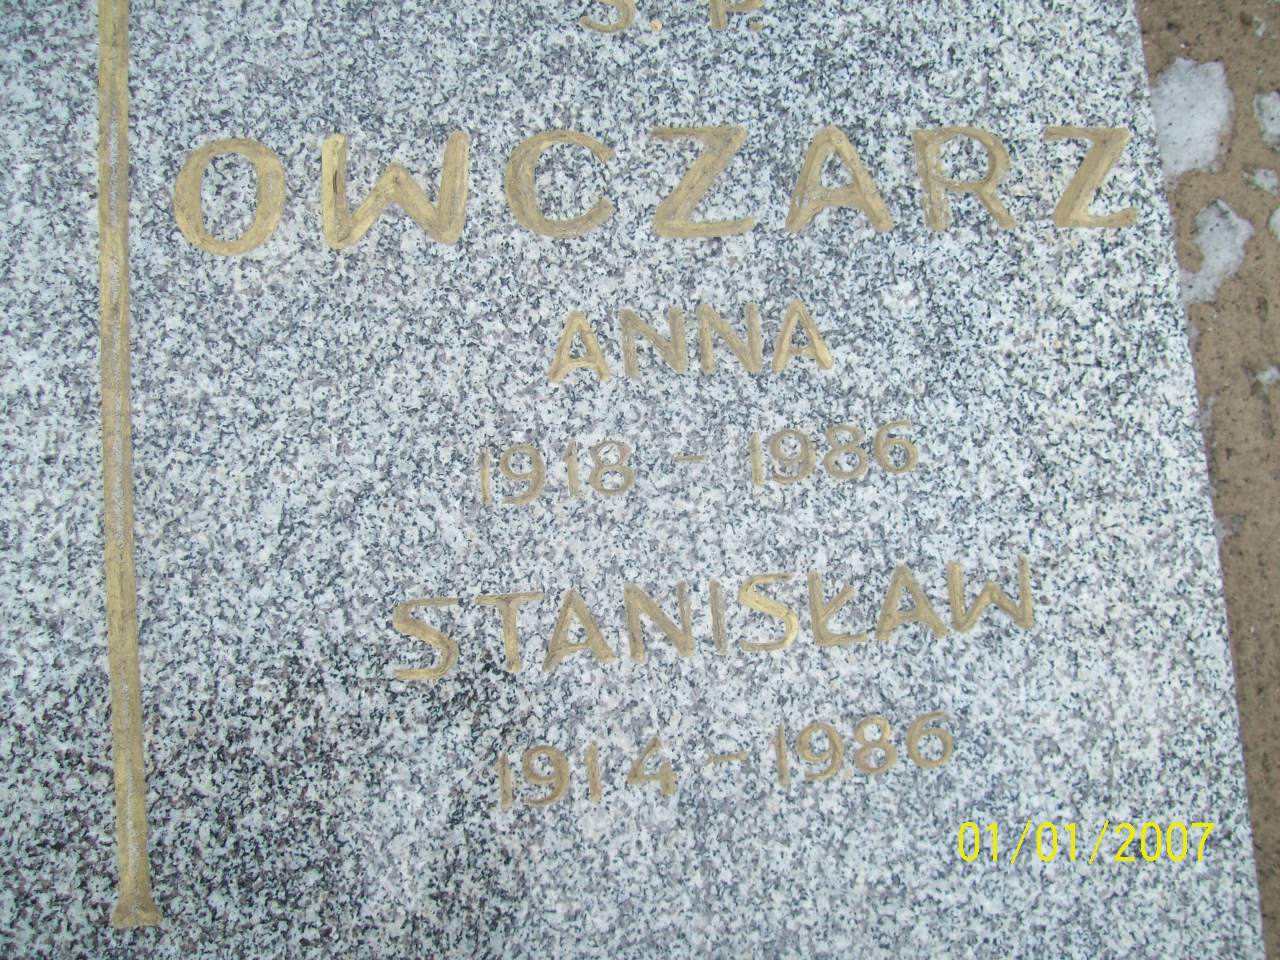 Ś. P.
OWCZARZ
ANNA
1918 - 1986
STANISŁAW
1914 - 1986
01/01/2007